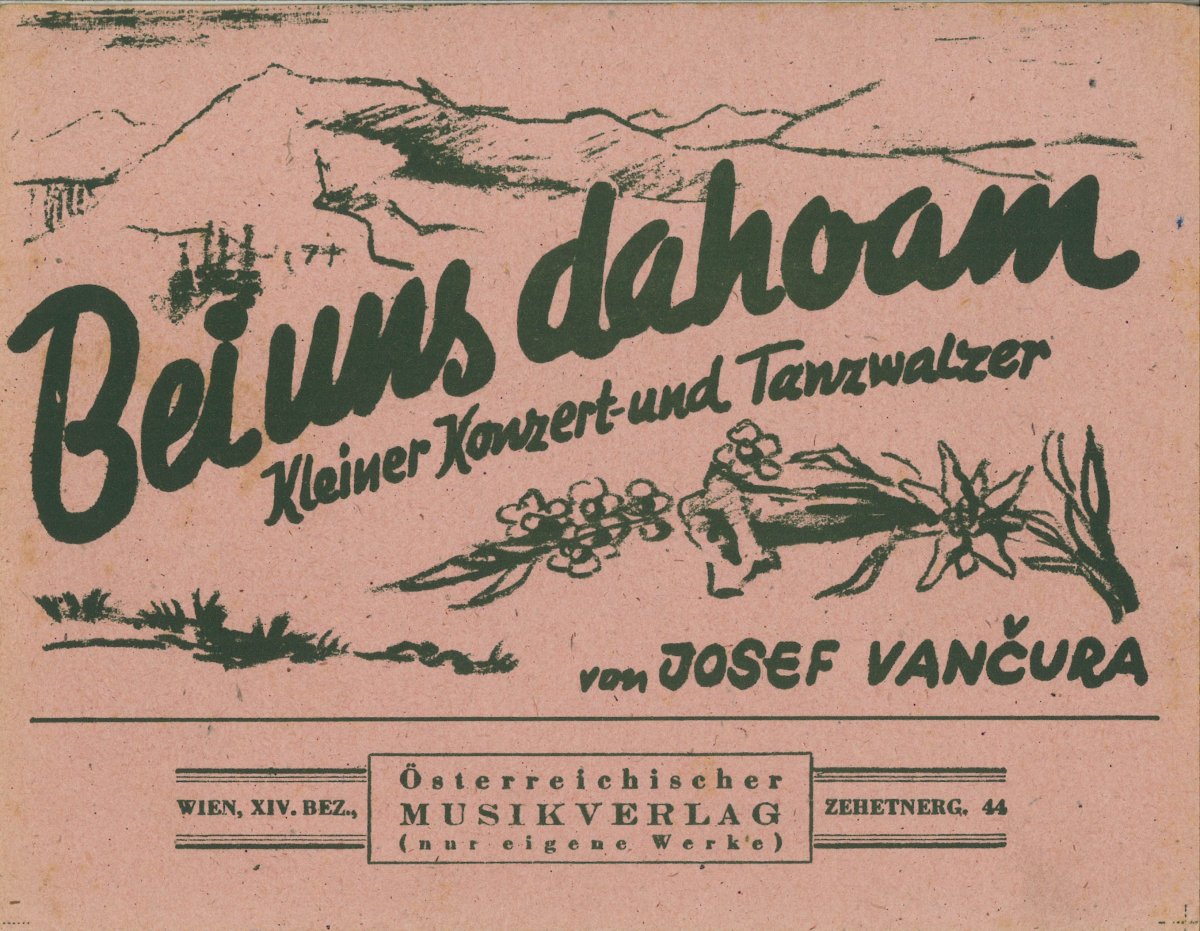 Bei uns dahoam
Kleiner Konzert- und Tanzwalzer
von JOSEF VANČURA
Österreichischer
WIEN, XIV. BEZ., MUSIKVERLAG ZEHETNERG. 44
(nur eigene Werke)